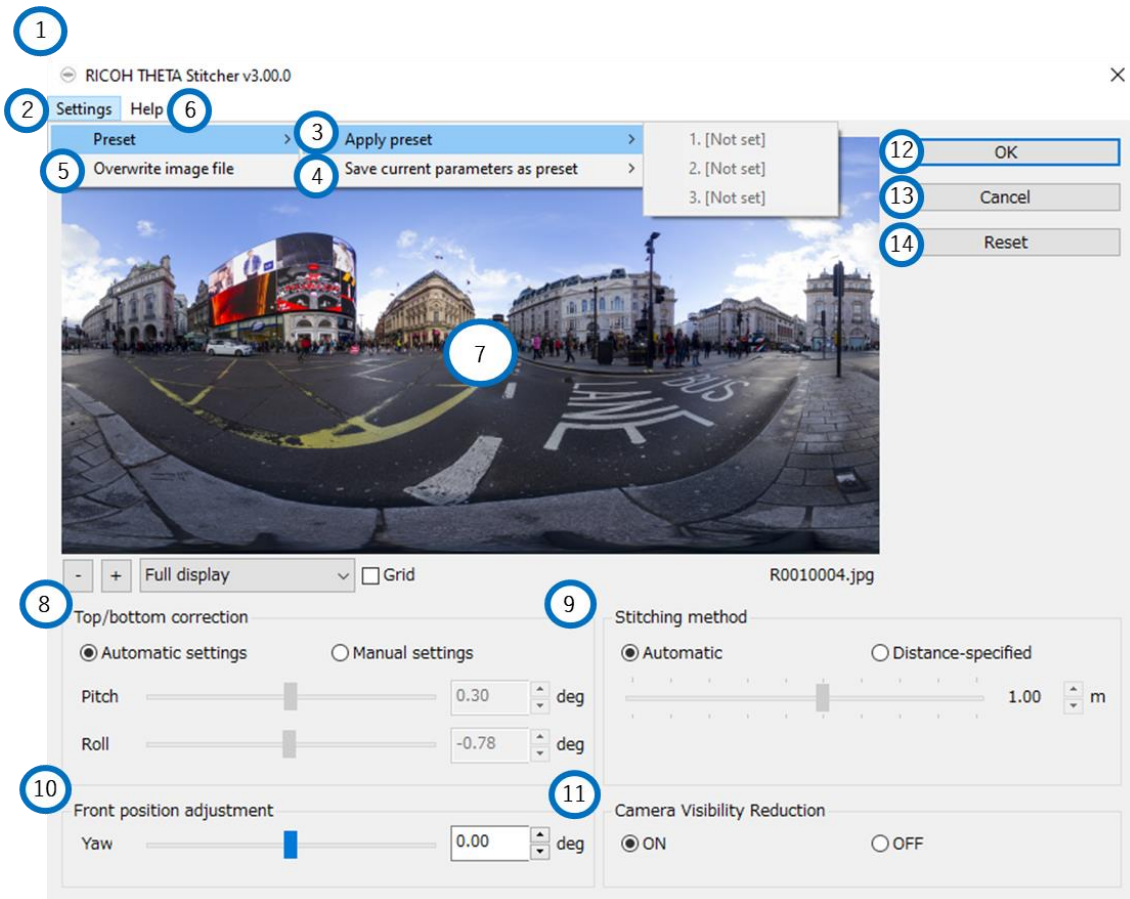 1
RICOH THETA Stitcher v3.00.0
2 Settings Help 6
Preset > 3 Apply preset > 1. [Not set]
5 Overwrite image file 4 Save current parameters as preset > 2. [Not set]
3. [Not set]
12 OK
13 Cancel
14 Reset
7
BUS
LANE
- + Full display Grid R0010004.jpg
8 Top/bottom correction
Automatic settings Manual settings
Pitch 0.30 deg
Roll -0.78 deg
9 Stitching method
Automatic Distance-specified
1.00 m
10 Front position adjustment
Yaw 0.00 deg
11 Camera Visibility Reduction
ON OFF